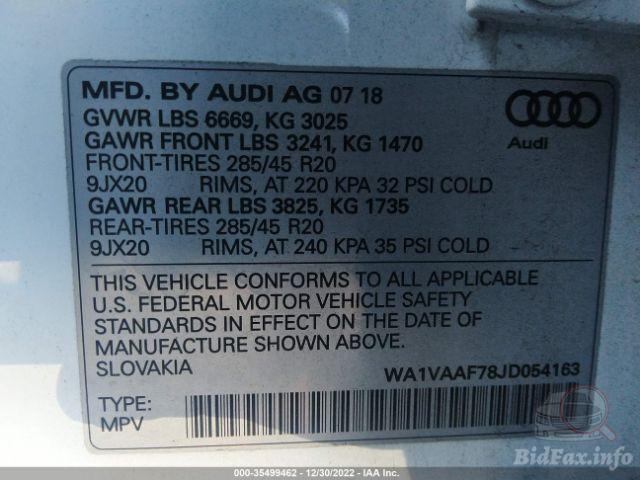 MFD. BY AUDI AG 07 18
GVWR LBS 6669, KG 3025
GAWR FRONT LBS 3241, KG 1470
FRONT-TIRES 285/45 R20
9JX20 RIMS, AT 220 KPA 32 PSI COLD
GAWR REAR LBS 3825, KG 1735
REAR-TIRES 285/45 R20
9JX20 RIMS, AT 240 KPA 35 PSI COLD
Audi
THIS VEHICLE CONFORMS TO ALL APPLICABLE
U.S. FEDERAL MOTOR VEHICLE SAFETY
STANDARDS IN EFFECT ON THE DATE OF
MANUFACTURE SHOWN ABOVE.
SLOVAKIA WA1VAAF78JD054163
TYPE:
MPV
BidFax.info
000-35499462 - 12/30/2022 - IAA Inc.